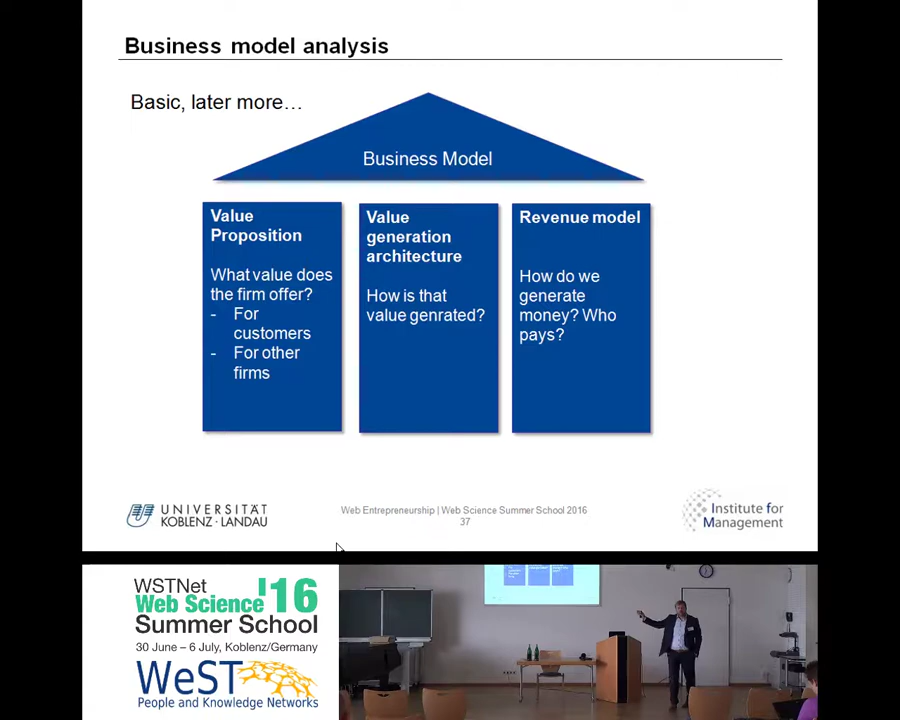 Business model analysis
Basic, later more…
Business Model
Value
Proposition
What value does
the firm offer?
- For
customers
- For other
firms
Value
generation
architecture
How is that
value genrated?
Revenue model
How do we
generate
money? Who
pays?
UNIVERSITÄT
KOBLENZ · LANDAU
Web Entrepreneurship | Web Science Summer School 2016
37
Institute for
Management
WSTNet
Web Science '16
Summer School
30 June – 6 July, Koblenz/Germany
WeST
People and Knowledge Networks